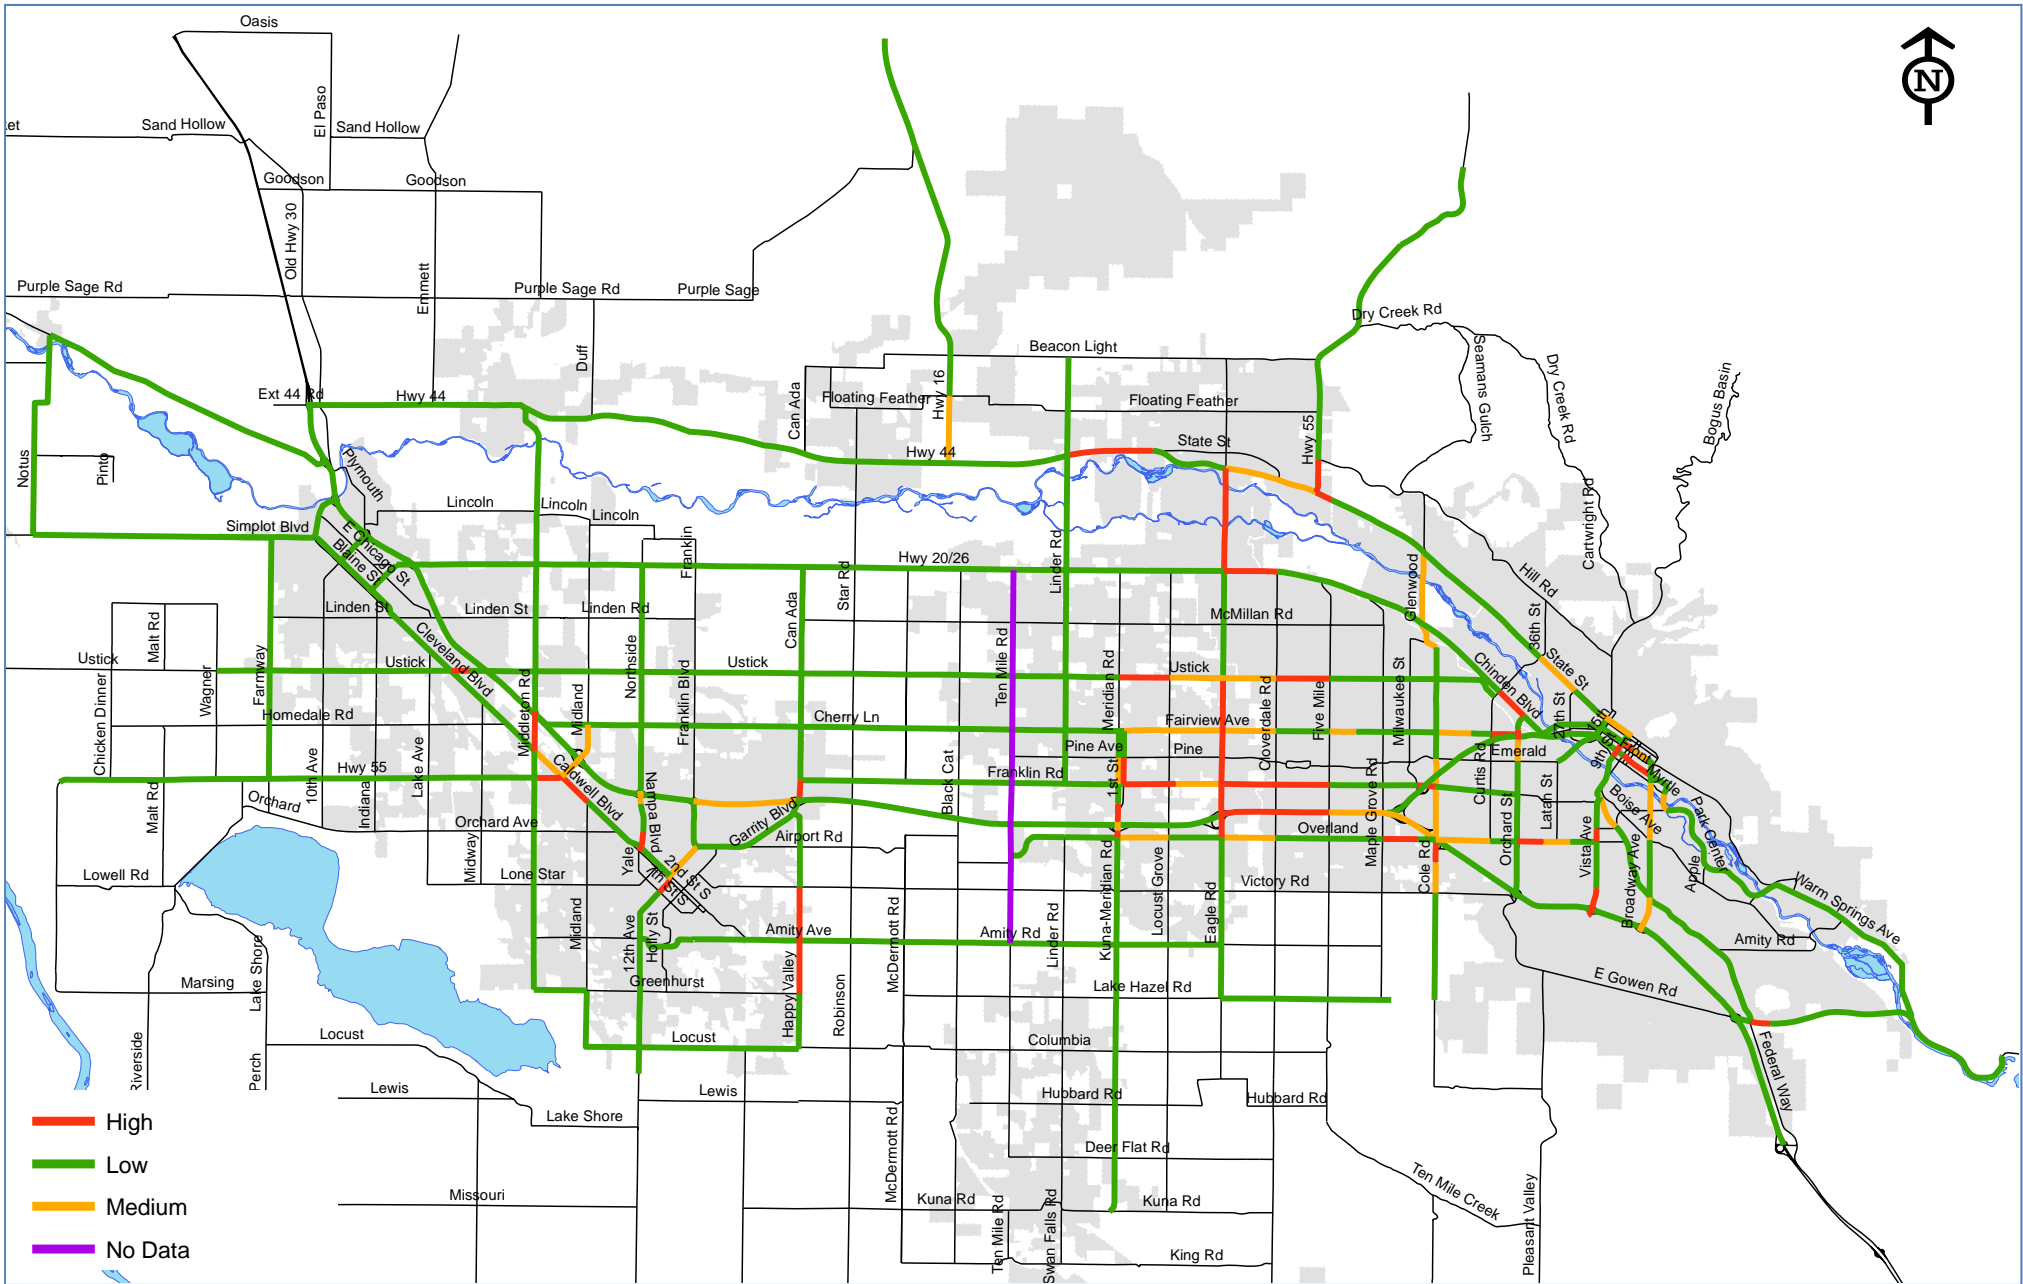 Oasis
N
El Paso
ket
Sand Hollow
Sand Hollow
Goodson
Goodson
Old Hwy 30
Emmett
Purple Sage Rd
Purple Sage Rd
Purple Sage
Dry Creek Rd
Beacon Light
Duff
Seamans Gulch
Dry Creek Rd
Bogus Basin
Ext 44 Rd
Hwy 44
Can Ada
Floating Feather
Hwy 16
Floating Feather
Hwy 55
State St
Hwy 44
Notus
Pinto
Plymouth
Lincoln
Lincoln
Lincoln
Cartwright Rd
Simplot Blvd
E Chicago St
Blaine St
Franklin
Hwy 20/26
Linder Rd
Star Rd
Glenwood
Hill Rd
Linden St
Linden St
Linden Rd
Can Ada
McMillan Rd
36th St
Malt Rd
Cleveland Blvd
Ten Mile Rd
Ustick
Ustick
Ustick
Ustick
Wagner
Farmway
Northside
Franklin Blvd
Meridian Rd
Cloverdale Rd
Five Mile
Milwaukee St
Chinden Blvd
State St
27th St
Chicken Dinner
Homedale Rd
Middleton Rd
Midland
Cherry Ln
Fairview Ave
15th
Pine Ave
Pine
Emerald
Front
9th
Myrtle
10th Ave
Lake Ave
Hwy 55
Caldwell Blvd
Nampa Blvd
Franklin Rd
Black Cat
1st St
Maple Grove Rd
Curtis Rd
Orchard St
Latah St
Malt Rd
Orchard
Indiana
Orchard Ave
Garrity Blvd
Airport Rd
Overland
Boise Ave
Park Center
Midway
Yale
2nd St S
7th St S
Kuna-Meridian Rd
Locust Grove
Cole Rd
Vista Ave
Broadway Ave
Apple
Lowell Rd
Lone Star
Victory Rd
Warm Springs Ave
Midland
12th Ave
Holly St
Amity Ave
McDermott Rd
Amity Rd
Linder Rd
Eagle Rd
Amity Rd
Marsing
Lake Shore
Greenhurst
Happy Valley
Robinson
Lake Hazel Rd
E Gowen Rd
Riverside
Perch
Locust
Locust
Columbia
Federal Way
Lewis
Lewis
Lake Shore
Hubbard Rd
Hubbard Rd
McDermott Rd
Deer Flat Rd
Missouri
Kuna Rd
Ten Mile Rd
Swan Falls Rd
Kuna Rd
King Rd
Ten Mile Creek
Pleasant Valley
High
Low
Medium
No Data